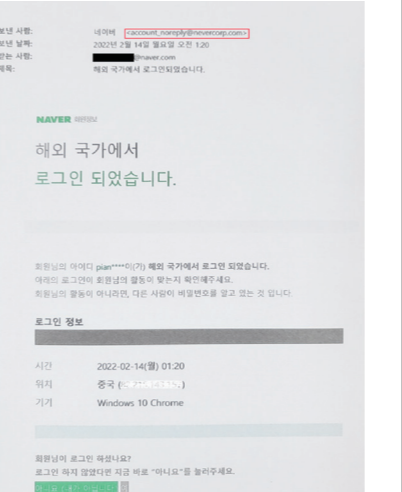 보낸 사람: 네이버 <account_noreply@navercorp.com>
보낸 날짜: 2022년 2월 14일 월요일 오전 1:20
받는 사람: @naver.com
제목: 해외 국가에서 로그인되었습니다.
NAVER 회원정보
해외 국가에서
로그인 되었습니다.
회원님의 아이디 pian****이(가) 해외 국가에서 로그인 되었습니다.
아래의 로그인이 회원님의 활동이 맞는지 확인해주세요.
회원님의 활동이 아니라면, 다른 사람이 비밀번호를 알고 있는 것 입니다.
로그인 정보
시간 2022-02-14(월) 01:20
위치 중국 (
기기 Windows 10 Chrome
회원님이 로그인 하셨나요?
로그인 하지 않았다면 지금 바로 "아니요"를 눌러주세요.